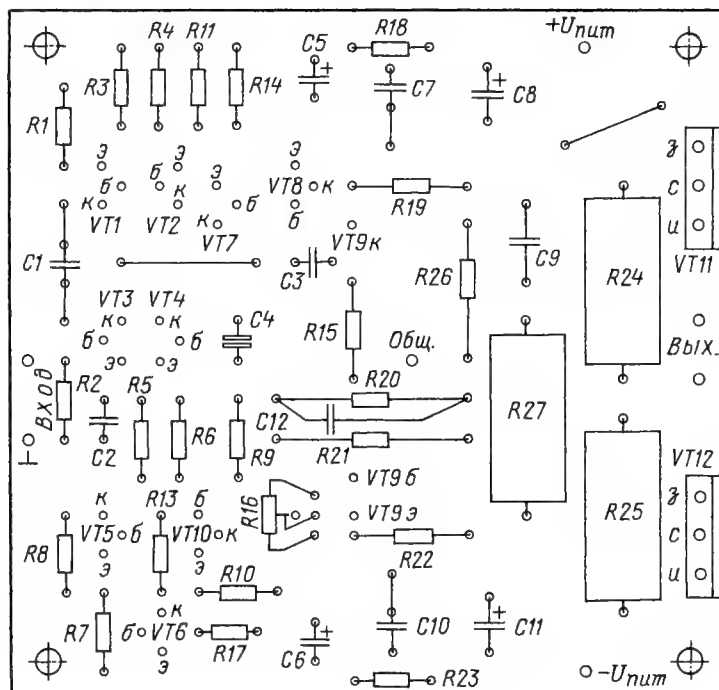 R4 R11 R18 +Uпит
C5 +
R3 R14 C7 + C8
R1
э э э з
б к VT8 к с
VT1 VT2 б б R19 и
к VT7 VT9к
C1 C3 R26 C9 R24 VT11
VT3 VT4 C4
к к R15 Общ. Вых.
б б
э э R20 R27
Вход R2 R5 C12
C2 R6 R9 R21 VT12
⊥ VT9б
к R13 б R16 VT9э з
R8 VT5 б VT10 к R22 R25 с
э э и
R10
R7 к + C10 + C11
б VT6 R17 C6
э R23 -Uпит